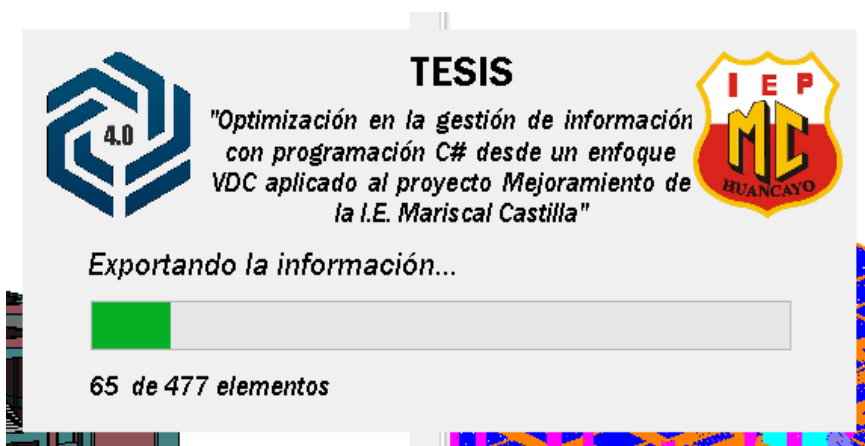 TESIS
"Optimización en la gestión de información
con programación C# desde un enfoque
VDC aplicado al proyecto Mejoramiento de
la I.E. Mariscal Castilla"
4.0
I E P
MC
HUANCAYO
Exportando la información...
65 de 477 elementos